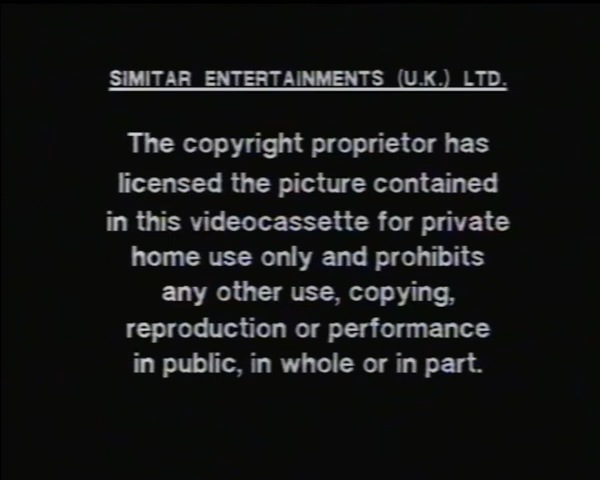 SIMITAR ENTERTAINMENTS (U.K.) LTD.
The copyright proprietor has
licensed the picture contained
in this videocassette for private
home use only and prohibits
any other use, copying,
reproduction or performance
in public, in whole or in part.